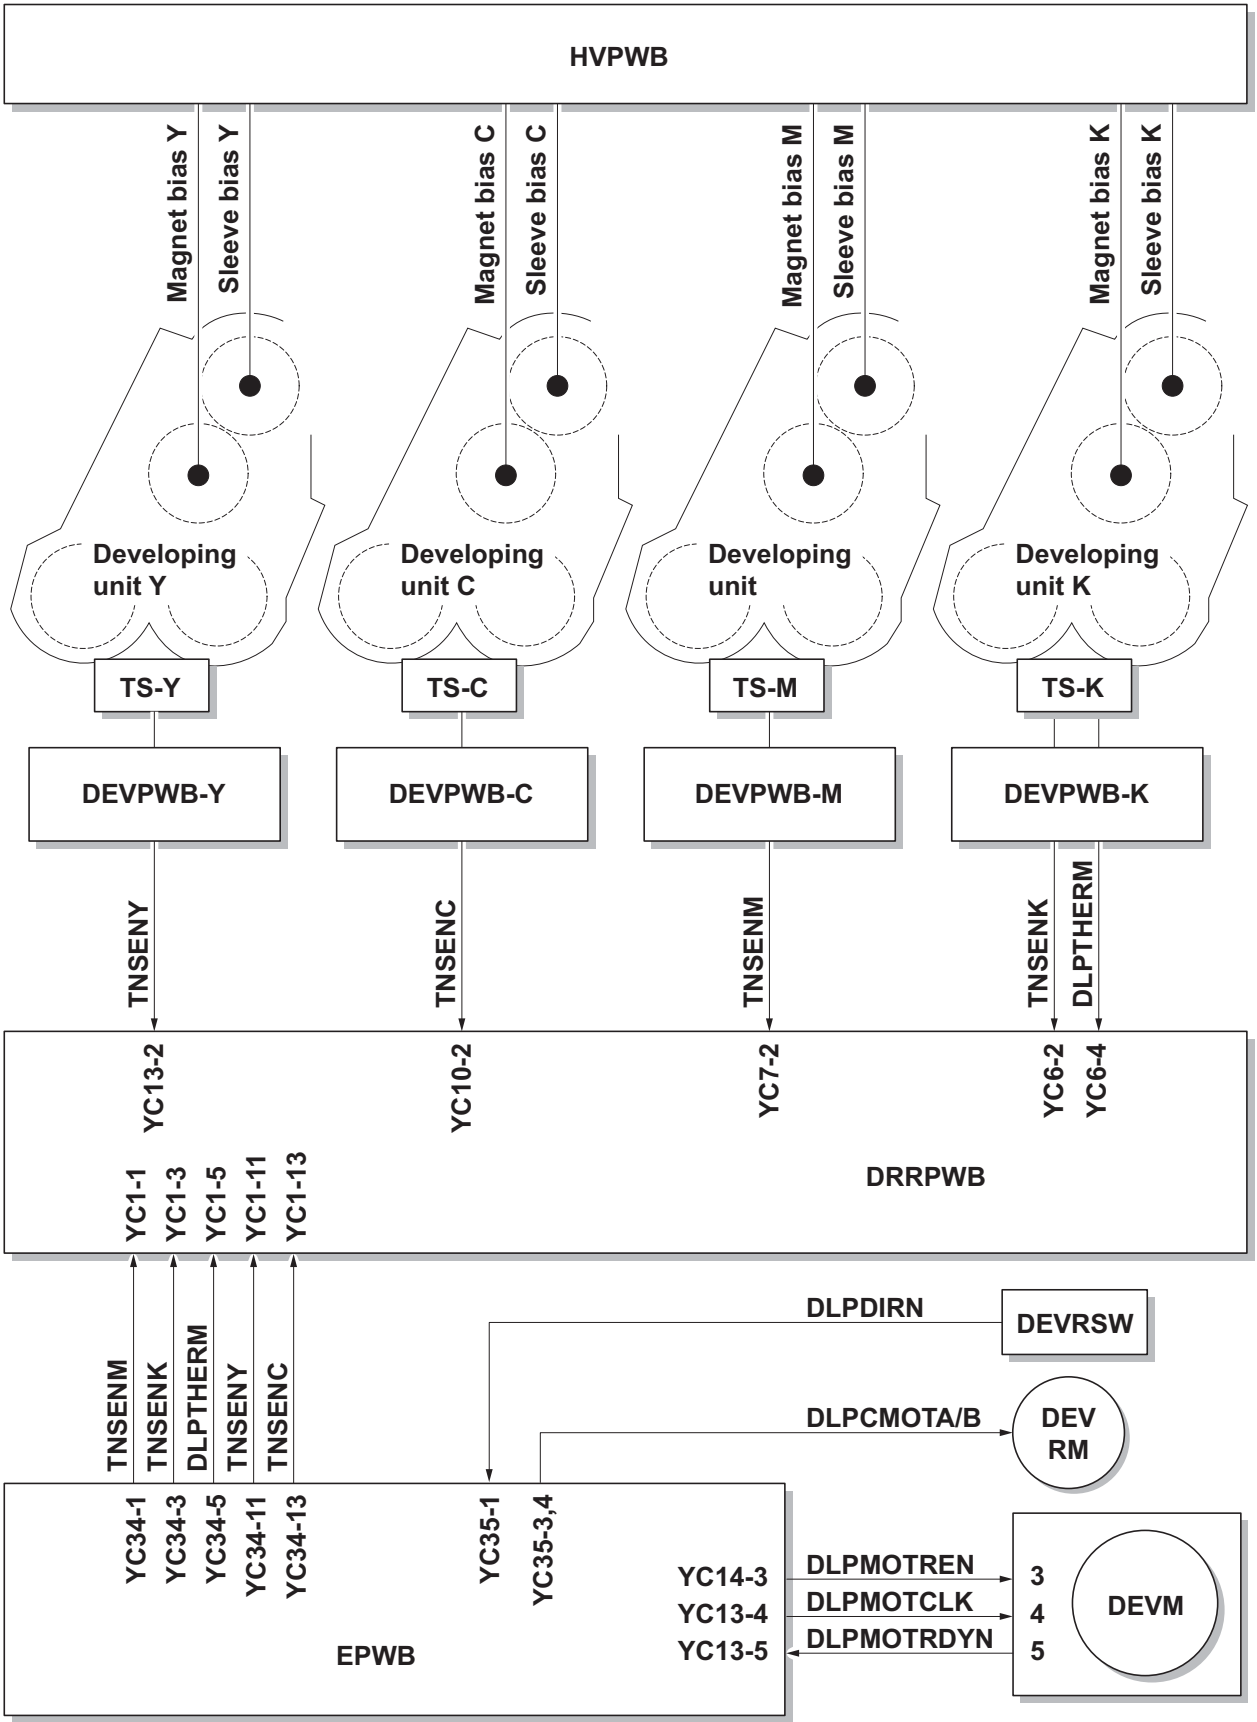 HVPWB
Magnet bias Y
Sleeve bias Y
Magnet bias C
Sleeve bias C
Magnet bias M
Sleeve bias M
Magnet bias K
Sleeve bias K
Developing
unit Y
Developing
unit C
Developing
unit
Developing
unit K
TS-Y
TS-C
TS-M
TS-K
DEVPWB-Y
DEVPWB-C
DEVPWB-M
DEVPWB-K
TNSENY
TNSENC
TNSENM
TNSENK
DLPTHERM
YC13-2
YC10-2
YC7-2
YC6-2
YC6-4
YC1-1
YC1-3
YC1-5
YC1-11
YC1-13
DRRPWB
TNSENM
TNSENK
DLPTHERM
TNSENY
TNSENC
DLPDIRN
DEVRSW
DLPCMOTA/B
DEV
RM
YC34-1
YC34-3
YC34-5
YC34-11
YC34-13
YC35-1
YC35-3,4
YC14-3
DLPMOTREN
3
YC13-4
DLPMOTCLK
4
YC13-5
DLPMOTRDYN
5
DEVM
EPWB